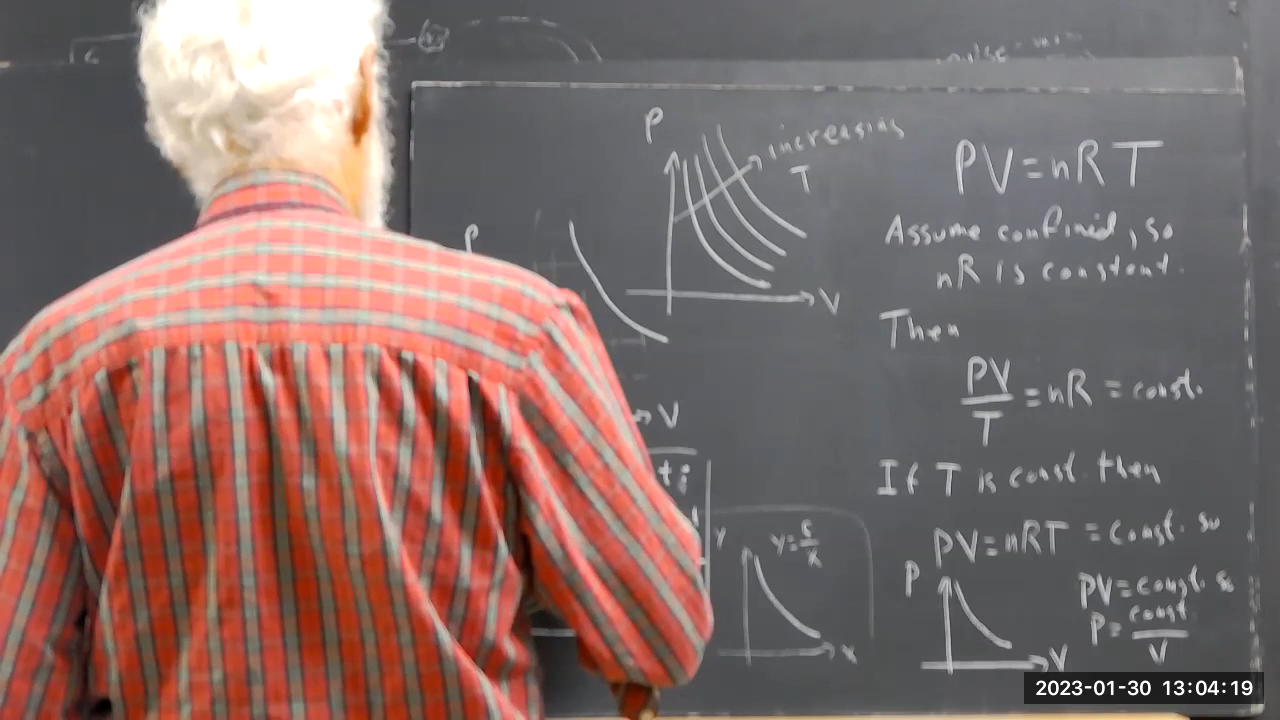 P
increasing
T
V
P
V
y
y=c/x
x
PV=nRT
Assume confined, so
nR is constant.
Then
PV/T =nR = const.
If T is const. then
PV=nRT = const. so
P
V
PV=const. so
P=const./V
2023-01-30 13:04:19